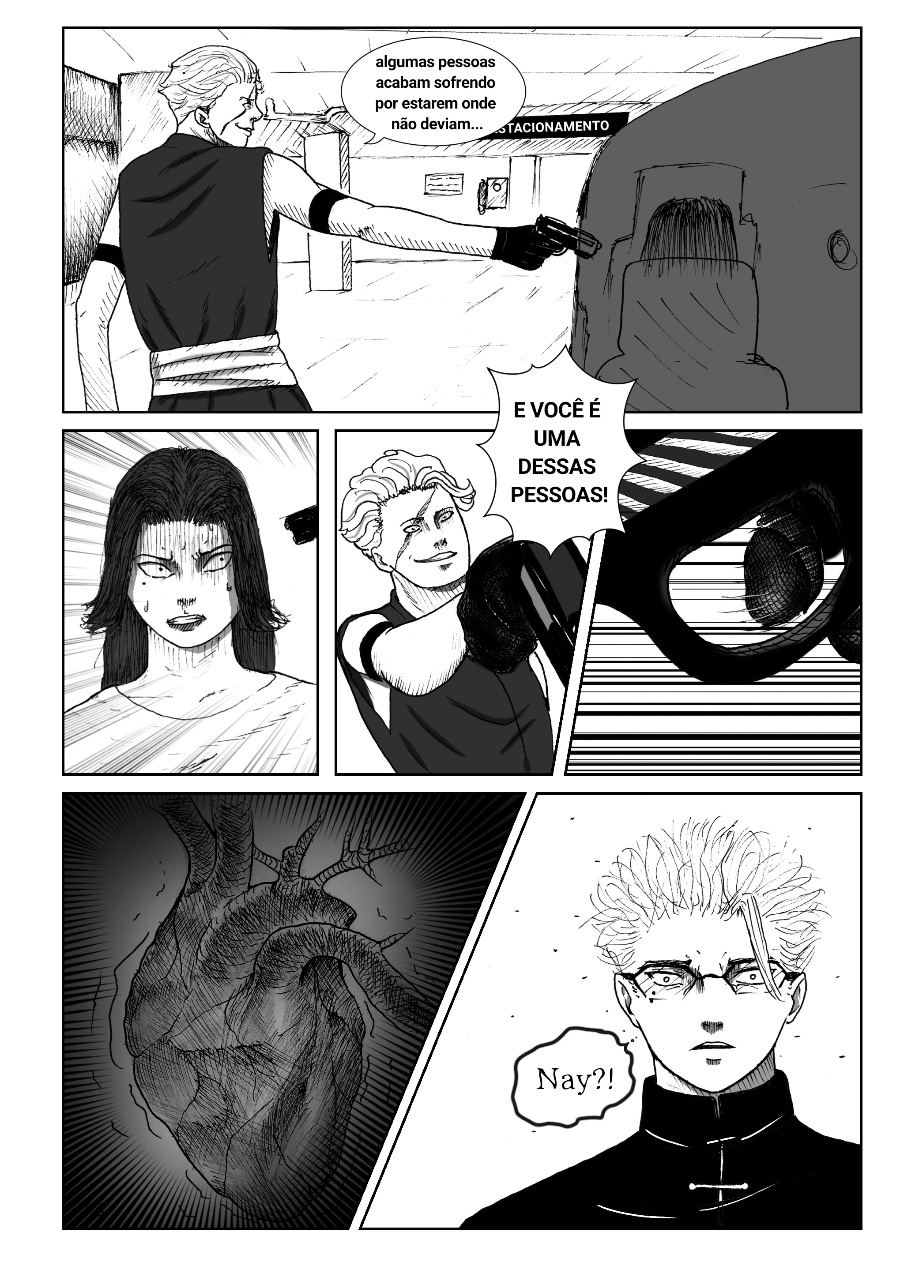 algumas pessoas
acabam sofrendo
por estarem onde
não deviam...
ESTACIONAMENTO
E VOCÊ É
UMA
DESSAS
PESSOAS!
Nay?!